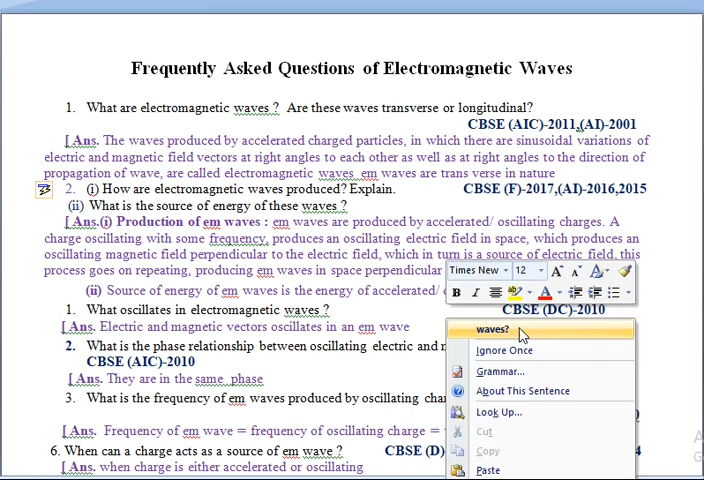 Frequently Asked Questions of Electromagnetic Waves
1. What are electromagnetic waves ? Are these waves transverse or longitudinal?
CBSE (AIC)-2011,(AI)-2001
[ Ans. The waves produced by accelerated charged particles, in which there are sinusoidal variations of
electric and magnetic field vectors at right angles to each other as well as at right angles to the direction of
propagation of wave, are called electromagnetic waves em waves are trans verse in nature
2. (i) How are electromagnetic waves produced? Explain. CBSE (F)-2017,(AI)-2016,2015
(ii) What is the source of energy of these waves ?
[ Ans.(i) Production of em waves : em waves are produced by accelerated/ oscillating charges. A
charge oscillating with some frequency, produces an oscillating electric field in space, which produces an
oscillating magnetic field perpendicular to the electric field, which in turn is a source of electric field, this
process goes on repeating, producing em waves in space perpendicular
Times New 12 A A A
(ii) Source of energy of em waves is the energy of accelerated/
B I ab A
1. What oscillates in electromagnetic waves ? CBSE (DC)-2010
[ Ans. Electric and magnetic vectors oscillates in an em wave
waves?
2. What is the phase relationship between oscillating electric and
Ignore Once
CBSE (AIC)-2010
Grammar...
[ Ans. They are in the same phase
About This Sentence
3. What is the frequency of em waves produced by oscillating
Look Up...
[ Ans. Frequency of em wave = frequency of oscillating charge =
Cut
6. When can a charge acts as a source of em wave ? CBSE (D)
Copy
4
[ Ans. when charge is either accelerated or oscillating
Paste